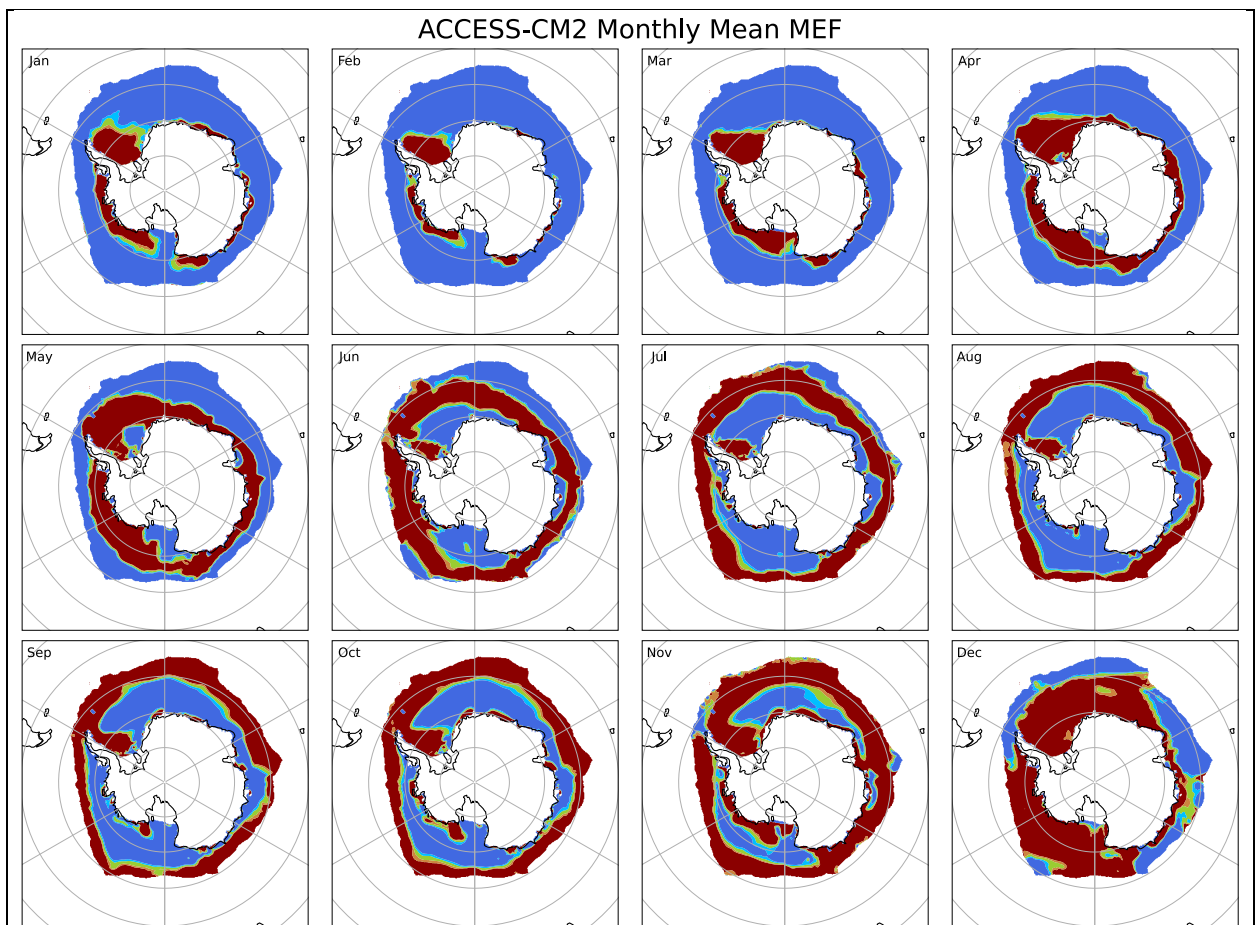 ACCESS-CM2 Monthly Mean MEF
Jan
Feb
Mar
Apr
May
Jun
Jul
Aug
Sep
Oct
Nov
Dec